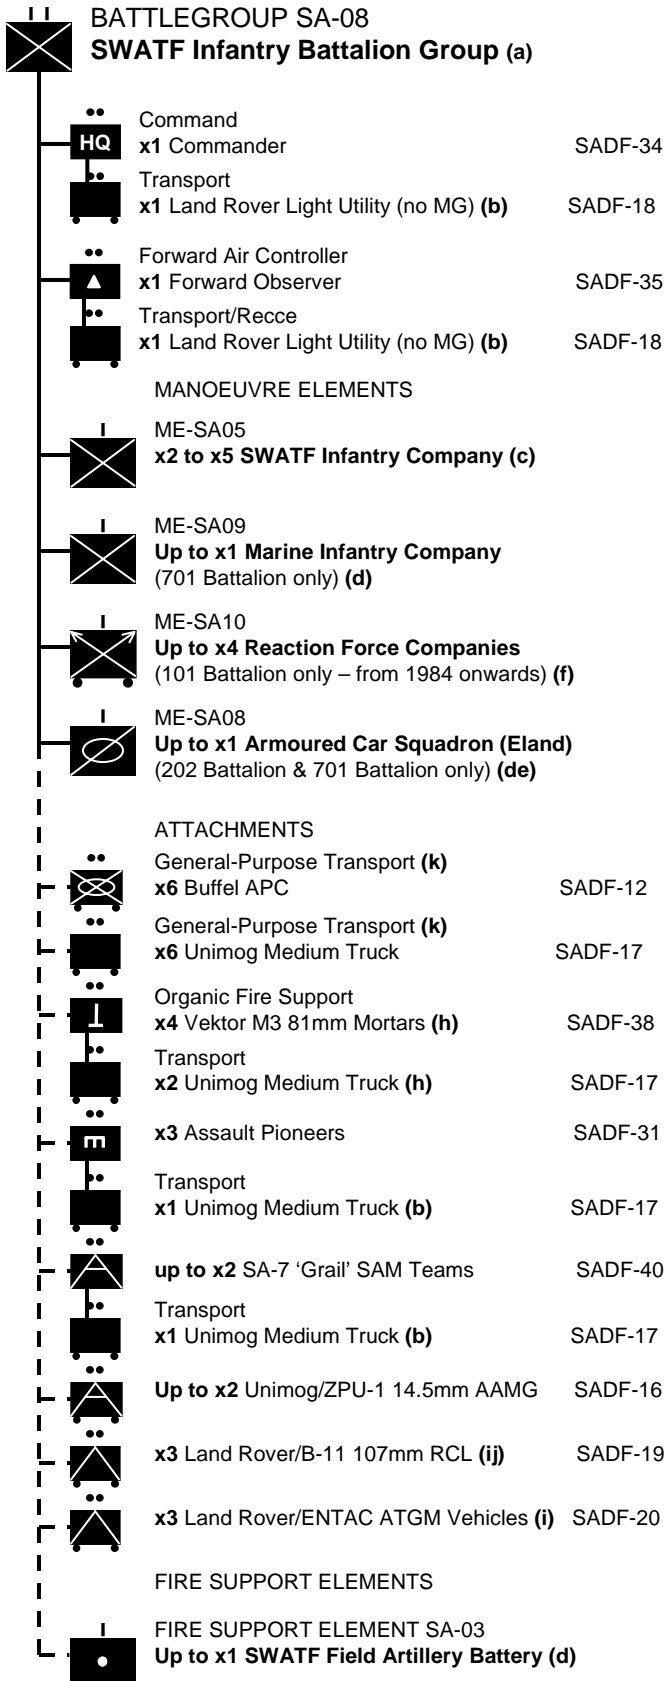 BATTLEGROUP SA-08
SWATF Infantry Battalion Group (a)
Command
HQ x1 Commander SADF-34
Transport
x1 Land Rover Light Utility (no MG) (b) SADF-18
Forward Air Controller
x1 Forward Observer SADF-35
Transport/Recce
x1 Land Rover Light Utility (no MG) (b) SADF-18
MANOEUVRE ELEMENTS
ME-SA05
x2 to x5 SWATF Infantry Company (c)
ME-SA09
Up to x1 Marine Infantry Company
(701 Battalion only) (d)
ME-SA10
Up to x4 Reaction Force Companies
(101 Battalion only – from 1984 onwards) (f)
ME-SA08
Up to x1 Armoured Car Squadron (Eland)
(202 Battalion & 701 Battalion only) (de)
ATTACHMENTS
General-Purpose Transport (k)
x6 Buffel APC SADF-12
General-Purpose Transport (k)
x6 Unimog Medium Truck SADF-17
Organic Fire Support
x4 Vektor M3 81mm Mortars (h) SADF-38
Transport
x2 Unimog Medium Truck (h) SADF-17
x3 Assault Pioneers SADF-31
Transport
x1 Unimog Medium Truck (b) SADF-17
up to x2 SA-7 ‘Grail’ SAM Teams SADF-40
Transport
x1 Unimog Medium Truck (b) SADF-17
Up to x2 Unimog/ZPU-1 14.5mm AAMG SADF-16
x3 Land Rover/B-11 107mm RCL (ij) SADF-19
x3 Land Rover/ENTAC ATGM Vehicles (i) SADF-20
FIRE SUPPORT ELEMENTS
FIRE SUPPORT ELEMENT SA-03
Up to x1 SWATF Field Artillery Battery (d)